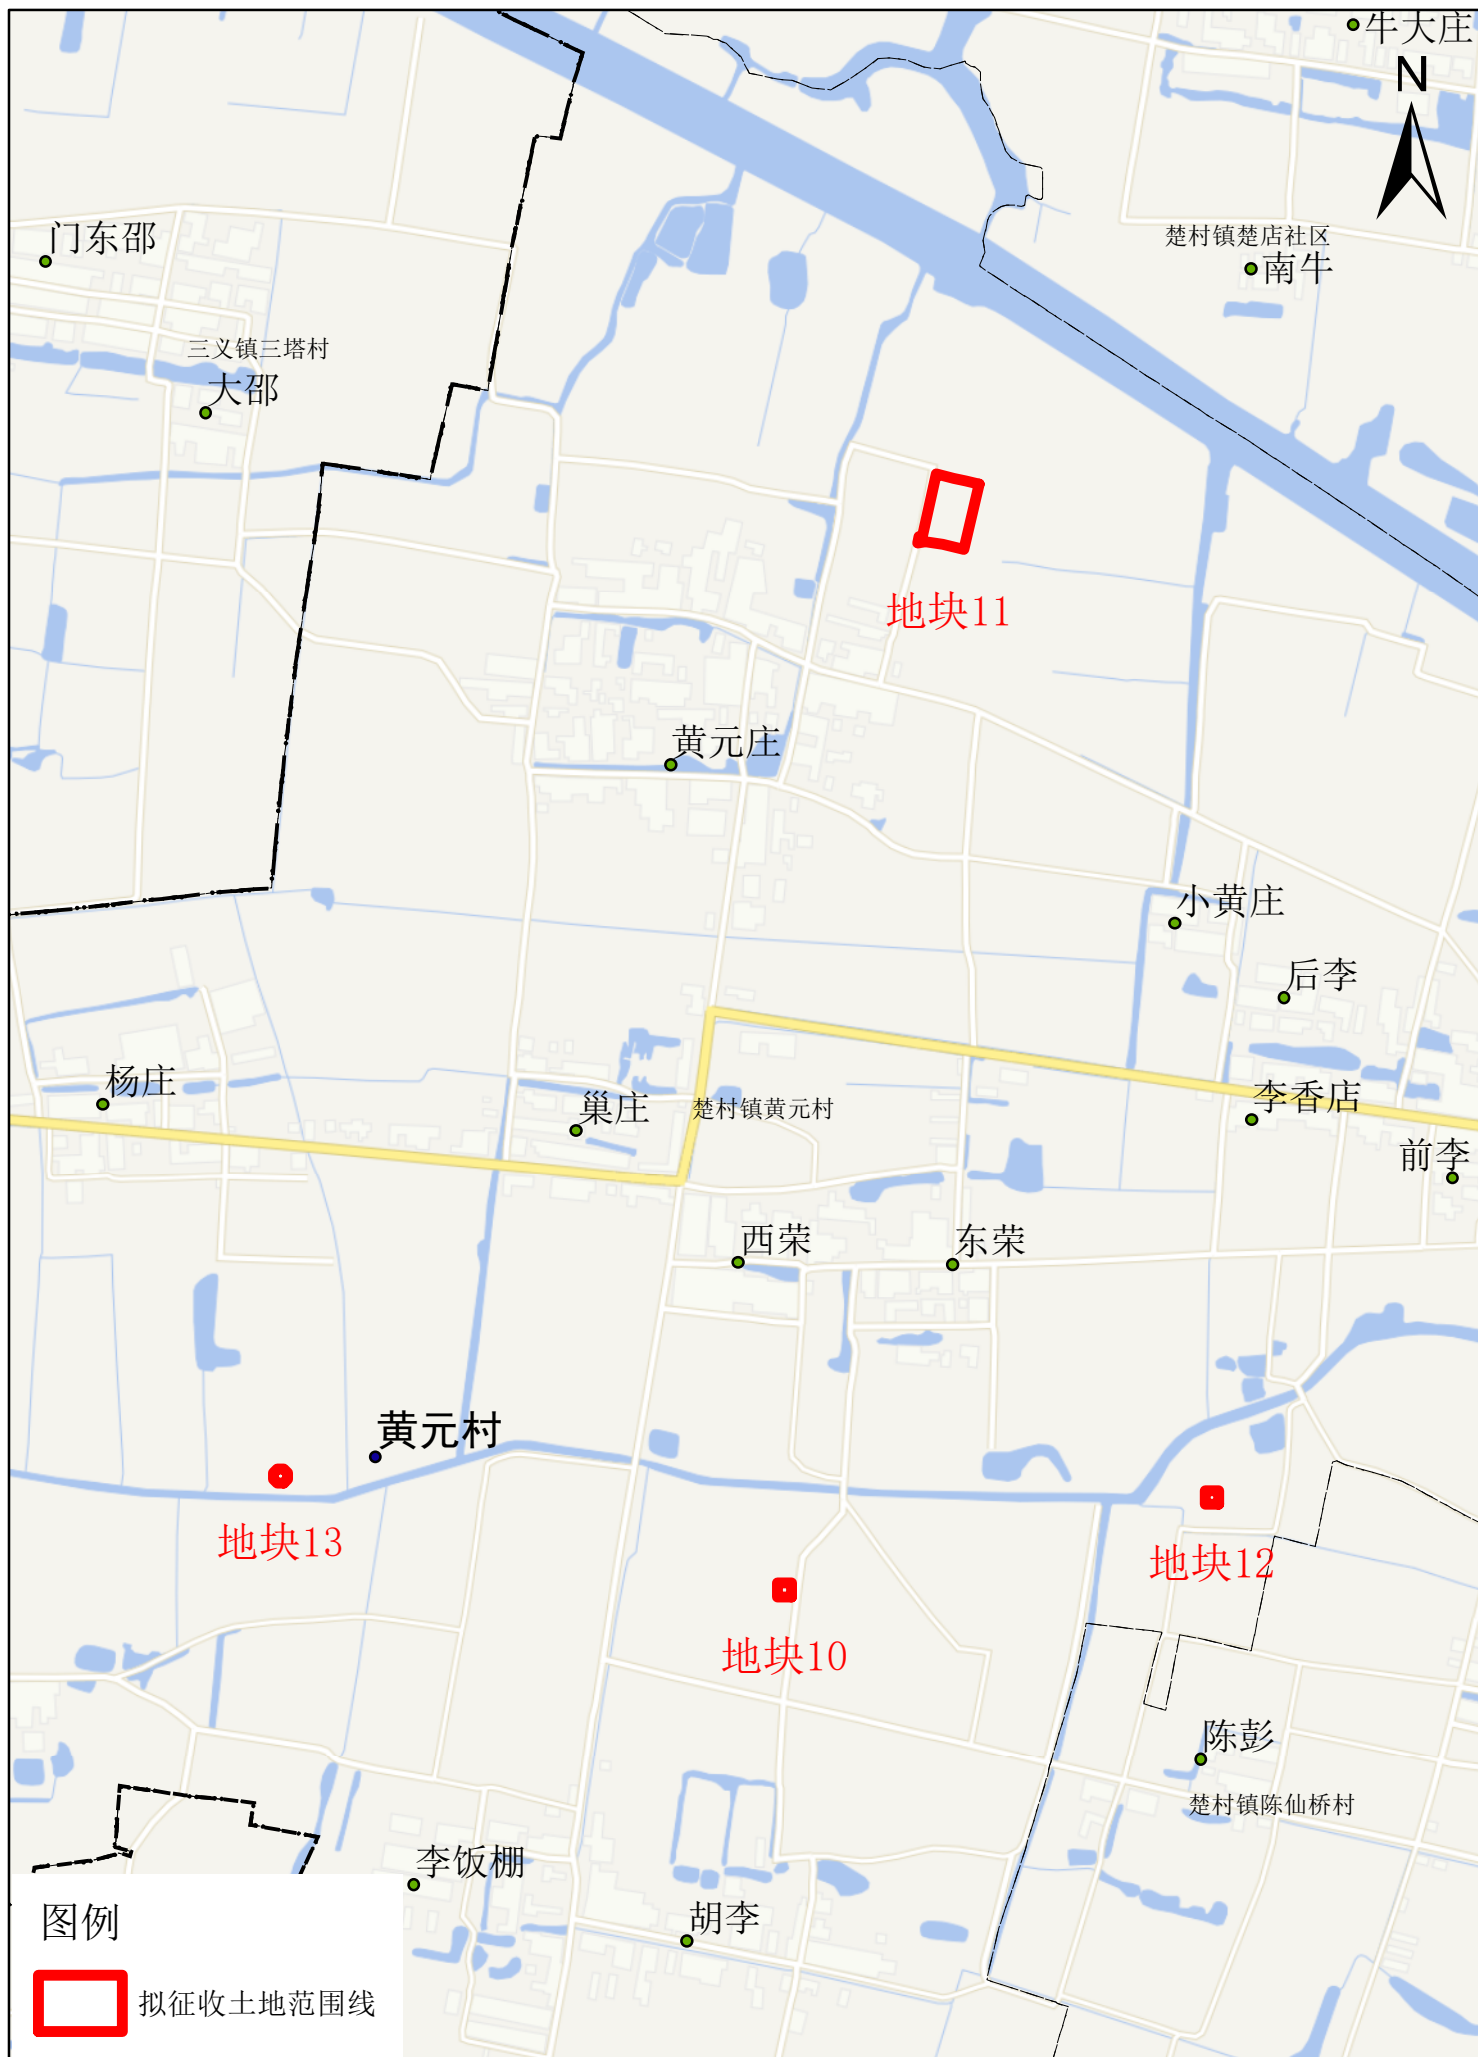 牛大庄
N
门东邵
楚村镇楚店社区
南牛
三义镇三塔村
大邵
地块11
黄元庄
小黄庄
后李
杨庄
巢庄
楚村镇黄元村
李香店
前李
西荣
东荣
黄元村
地块13
地块12
地块10
陈彭
楚村镇陈仙桥村
李饭棚
胡李
图例
拟征收土地范围线